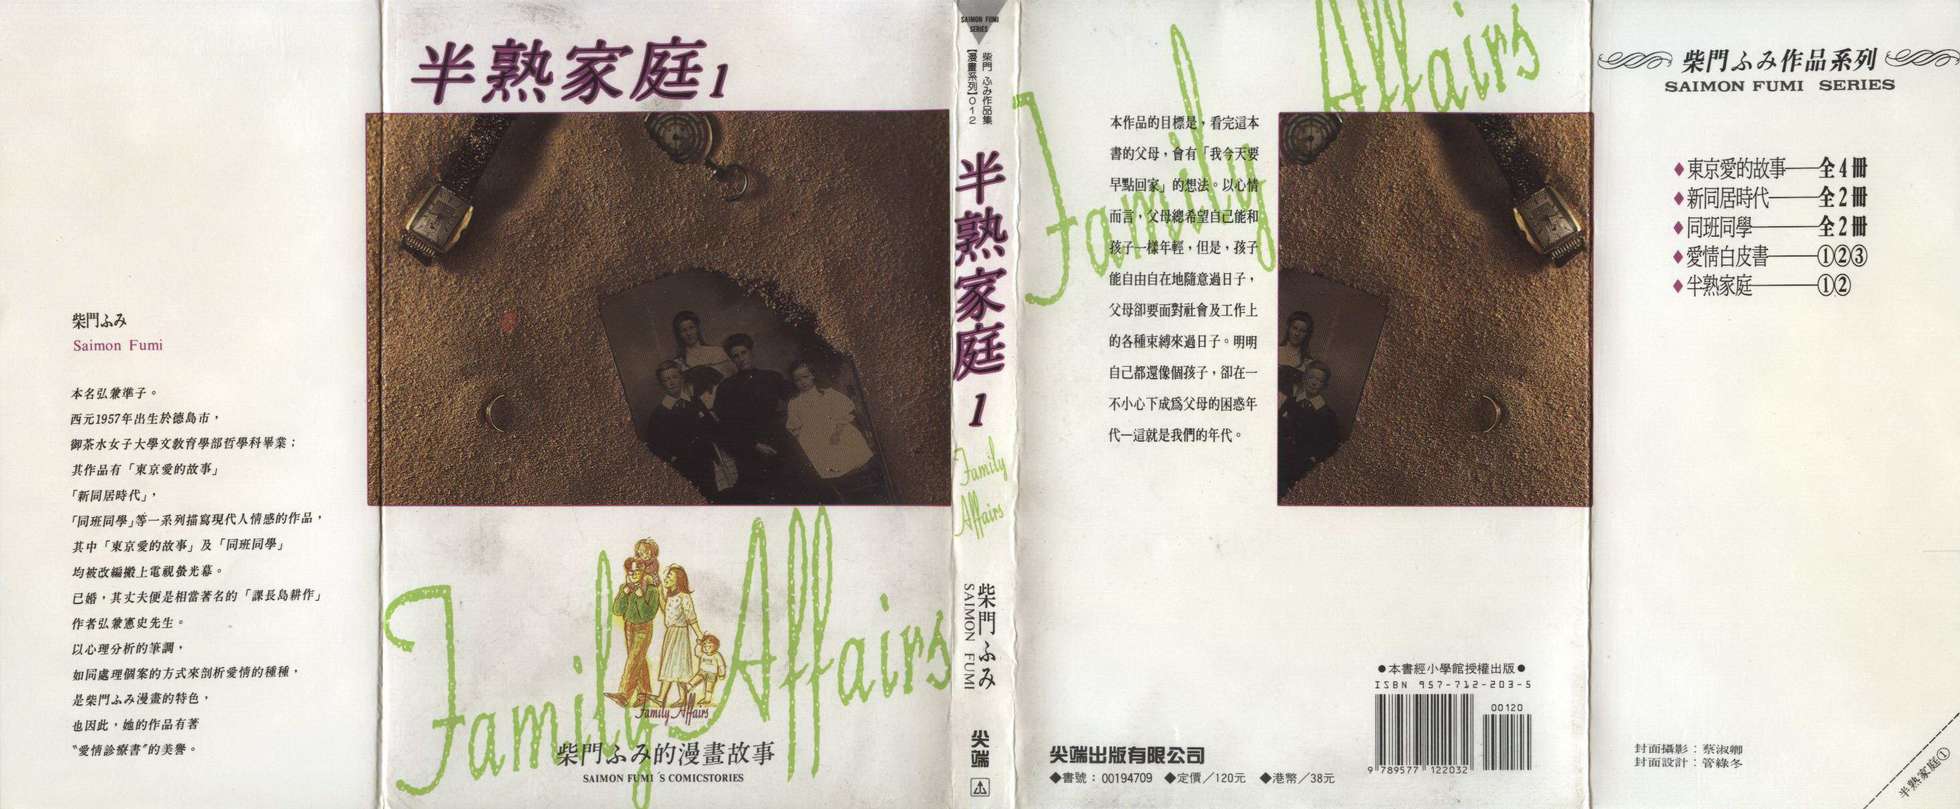 柴門ふみ
Saimon Fumi
本名弘兼準子。
西元1957年出生於德島市，
御茶水女子大學文教育學部哲學科畢業；
其作品有「東京愛的故事」
「新同居時代」，
「同班同學」等一系列描寫現代人情感的作品，
其中「東京愛的故事」及「同班同學」
均被改編搬上電視螢光幕。
已婚，其丈夫便是相當著名的「課長島耕作」
作者弘兼憲史先生。
以心理分析的筆調，
如同處理個案的方式來剖析愛情的種種，
是柴門ふみ漫畫的特色，
也因此，她的作品有著
“愛情診療書”的美譽。
半熟家庭1
Family Affairs
Family Affairs
柴門ふみ的漫畫故事
SAIMON FUMI'S COMICSTORIES
SAIMON FUMI
SERIES
柴門ふみ作品集
【漫畫系列】012
半熟家庭
1
Family
Affairs
柴門ふみ
SAIMON FUMI
尖端
Family Affairs
本作品的目標是，看完這本
書的父母，會有「我今天要
早點回家」的想法。以心情
而言，父母總希望自己能和
孩子一樣年輕，但是，孩子
能自由自在地隨意過日子，
父母卻要面對社會及工作上
的各種束縛來過日子。明明
自己都還像個孩子，卻在一
不小心下成為父母的困惑年
代—這就是我們的年代。
●本書經小學館授權出版●
ISBN 957-712-203-5
00120
9 789577 122032
尖端出版有限公司
◆書號：00194709 ◆定價／120元 ◆港幣／38元
柴門ふみ作品系列
SAIMON FUMI SERIES
♦東京愛的故事——全4冊
♦新同居時代——全2冊
♦同班同學——全2冊
♦愛情白皮書——①②③
♦半熟家庭——①②
封面攝影：蔡淑卿
封面設計：管綠冬
半熟家庭①